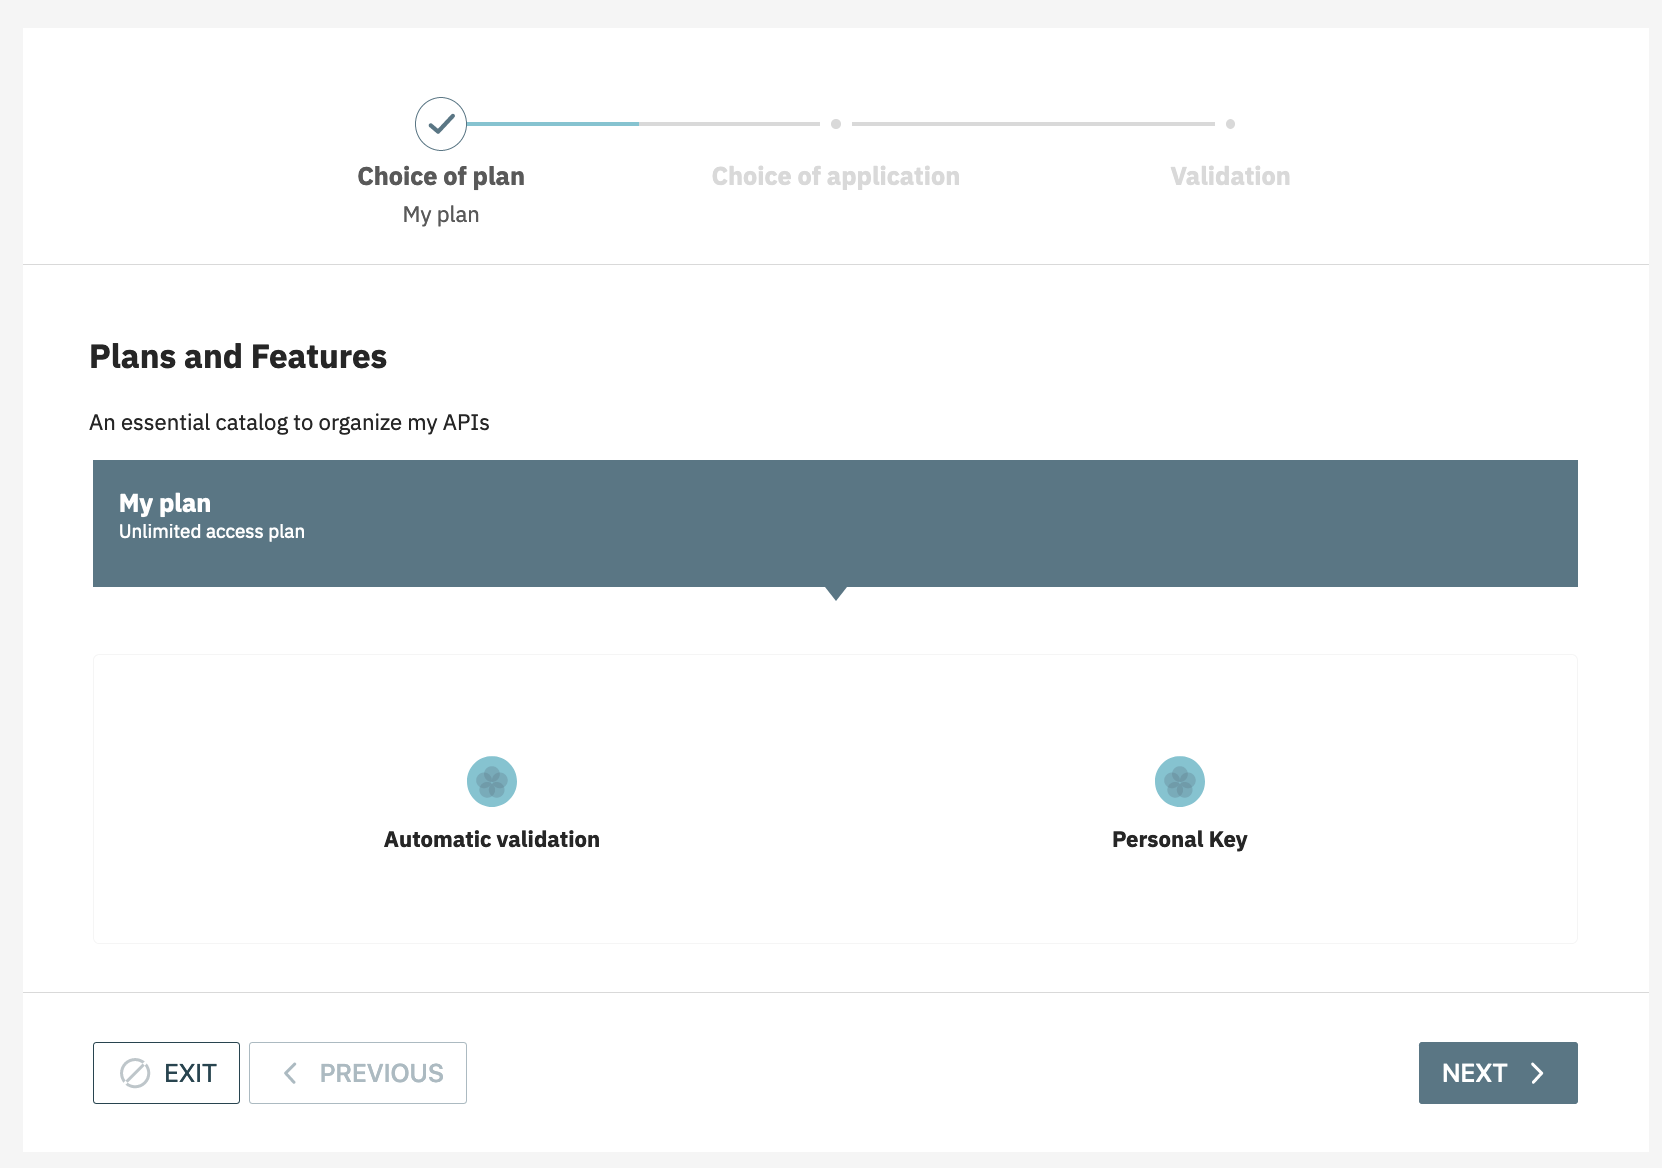 Choice of plan
My plan
Choice of application
Validation
Plans and Features
An essential catalog to organize my APIs
My plan
Unlimited access plan
Automatic validation
Personal Key
EXIT
PREVIOUS
NEXT